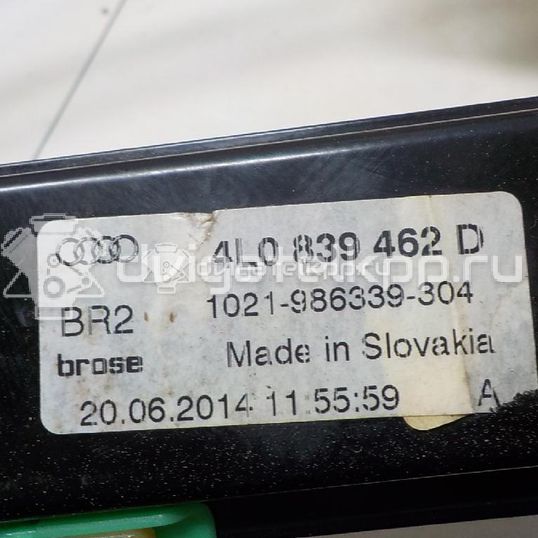 4L0 839 462 D
BR2 1021-986339-304
brose Made in Slovakia
20.06.2014 11:55:59 A